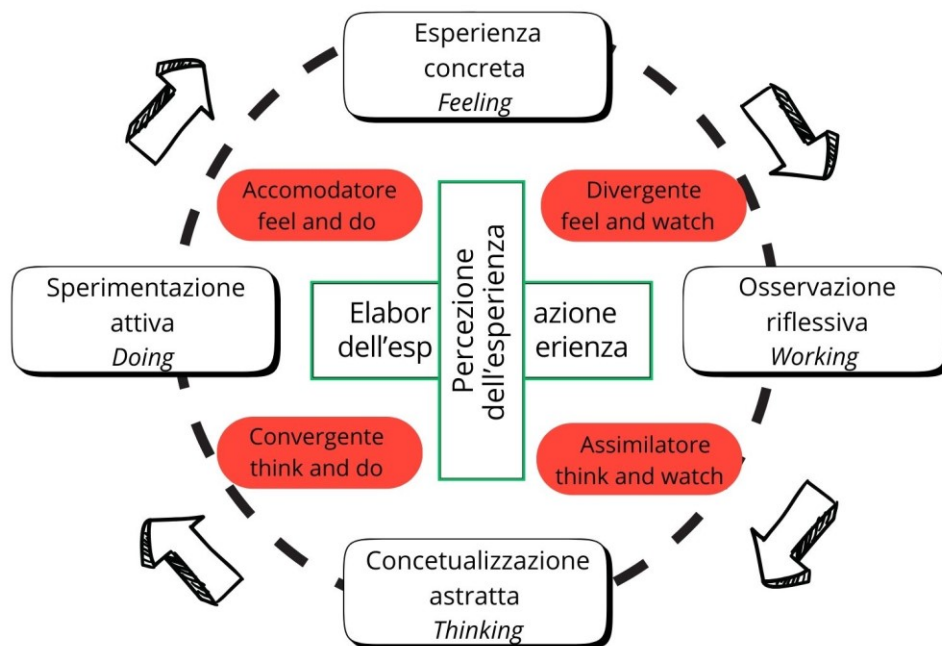 Esperienza
concreta
Feeling
Accomodatore
feel and do
Divergente
feel and watch
Sperimentazione
attiva
Doing
Percezione
dell'esperienza
Elabor azione
dell'esp erienza
Osservazione
riflessiva
Working
Convergente
think and do
Assimilatore
think and watch
Concetualizzazione
astratta
Thinking